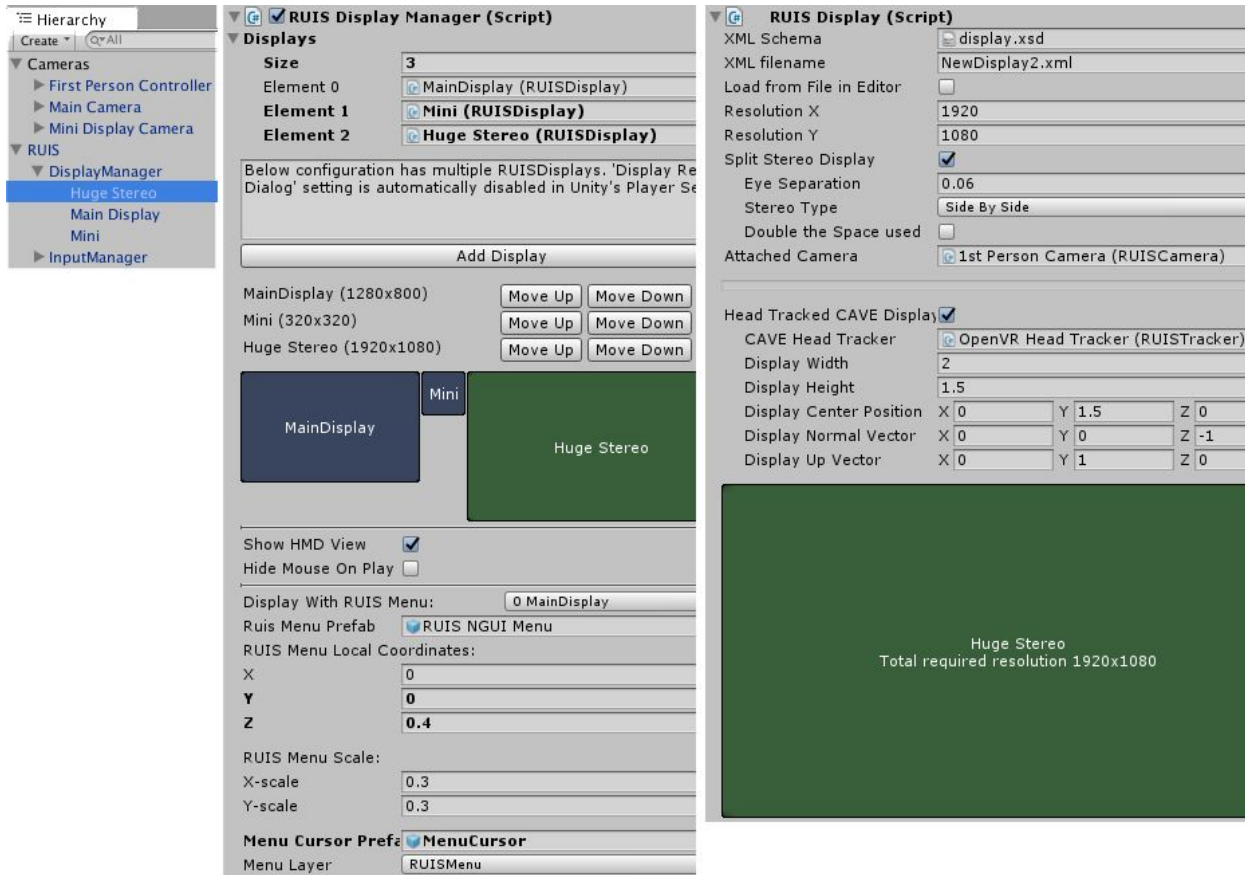 Hierarchy
Create
All
Cameras
First Person Controller
Main Camera
Mini Display Camera
RUIS
DisplayManager
Huge Stereo
Main Display
Mini
InputManager
RUIS Display Manager (Script)
Displays
Size 3
Element 0 MainDisplay (RUISDisplay)
Element 1 Mini (RUISDisplay)
Element 2 Huge Stereo (RUISDisplay)
Below configuration has multiple RUISDisplays. 'Display Re
Dialog' setting is automatically disabled in Unity's Player Se
Add Display
MainDisplay (1280x800) Move Up Move Down
Mini (320x320) Move Up Move Down
Huge Stereo (1920x1080) Move Up Move Down
MainDisplay
Mini
Huge Stereo
Show HMD View
Hide Mouse On Play
Display With RUIS Menu: 0 MainDisplay
Ruis Menu Prefab RUIS NGUI Menu
RUIS Menu Local Coordinates:
X 0
Y 0
Z 0.4
RUIS Menu Scale:
X-scale 0.3
Y-scale 0.3
Menu Cursor Prefa MenuCursor
Menu Layer RUISMenu
RUIS Display (Script)
XML Schema display.xsd
XML filename NewDisplay2.xml
Load from File in Editor
Resolution X 1920
Resolution Y 1080
Split Stereo Display
Eye Separation 0.06
Stereo Type Side By Side
Double the Space used
Attached Camera 1st Person Camera (RUISCamera)
Head Tracked CAVE Display
CAVE Head Tracker OpenVR Head Tracker (RUISTracker)
Display Width 2
Display Height 1.5
Display Center Position X 0 Y 1.5 Z 0
Display Normal Vector X 0 Y 0 Z -1
Display Up Vector X 0 Y 1 Z 0
Huge Stereo
Total required resolution 1920x1080